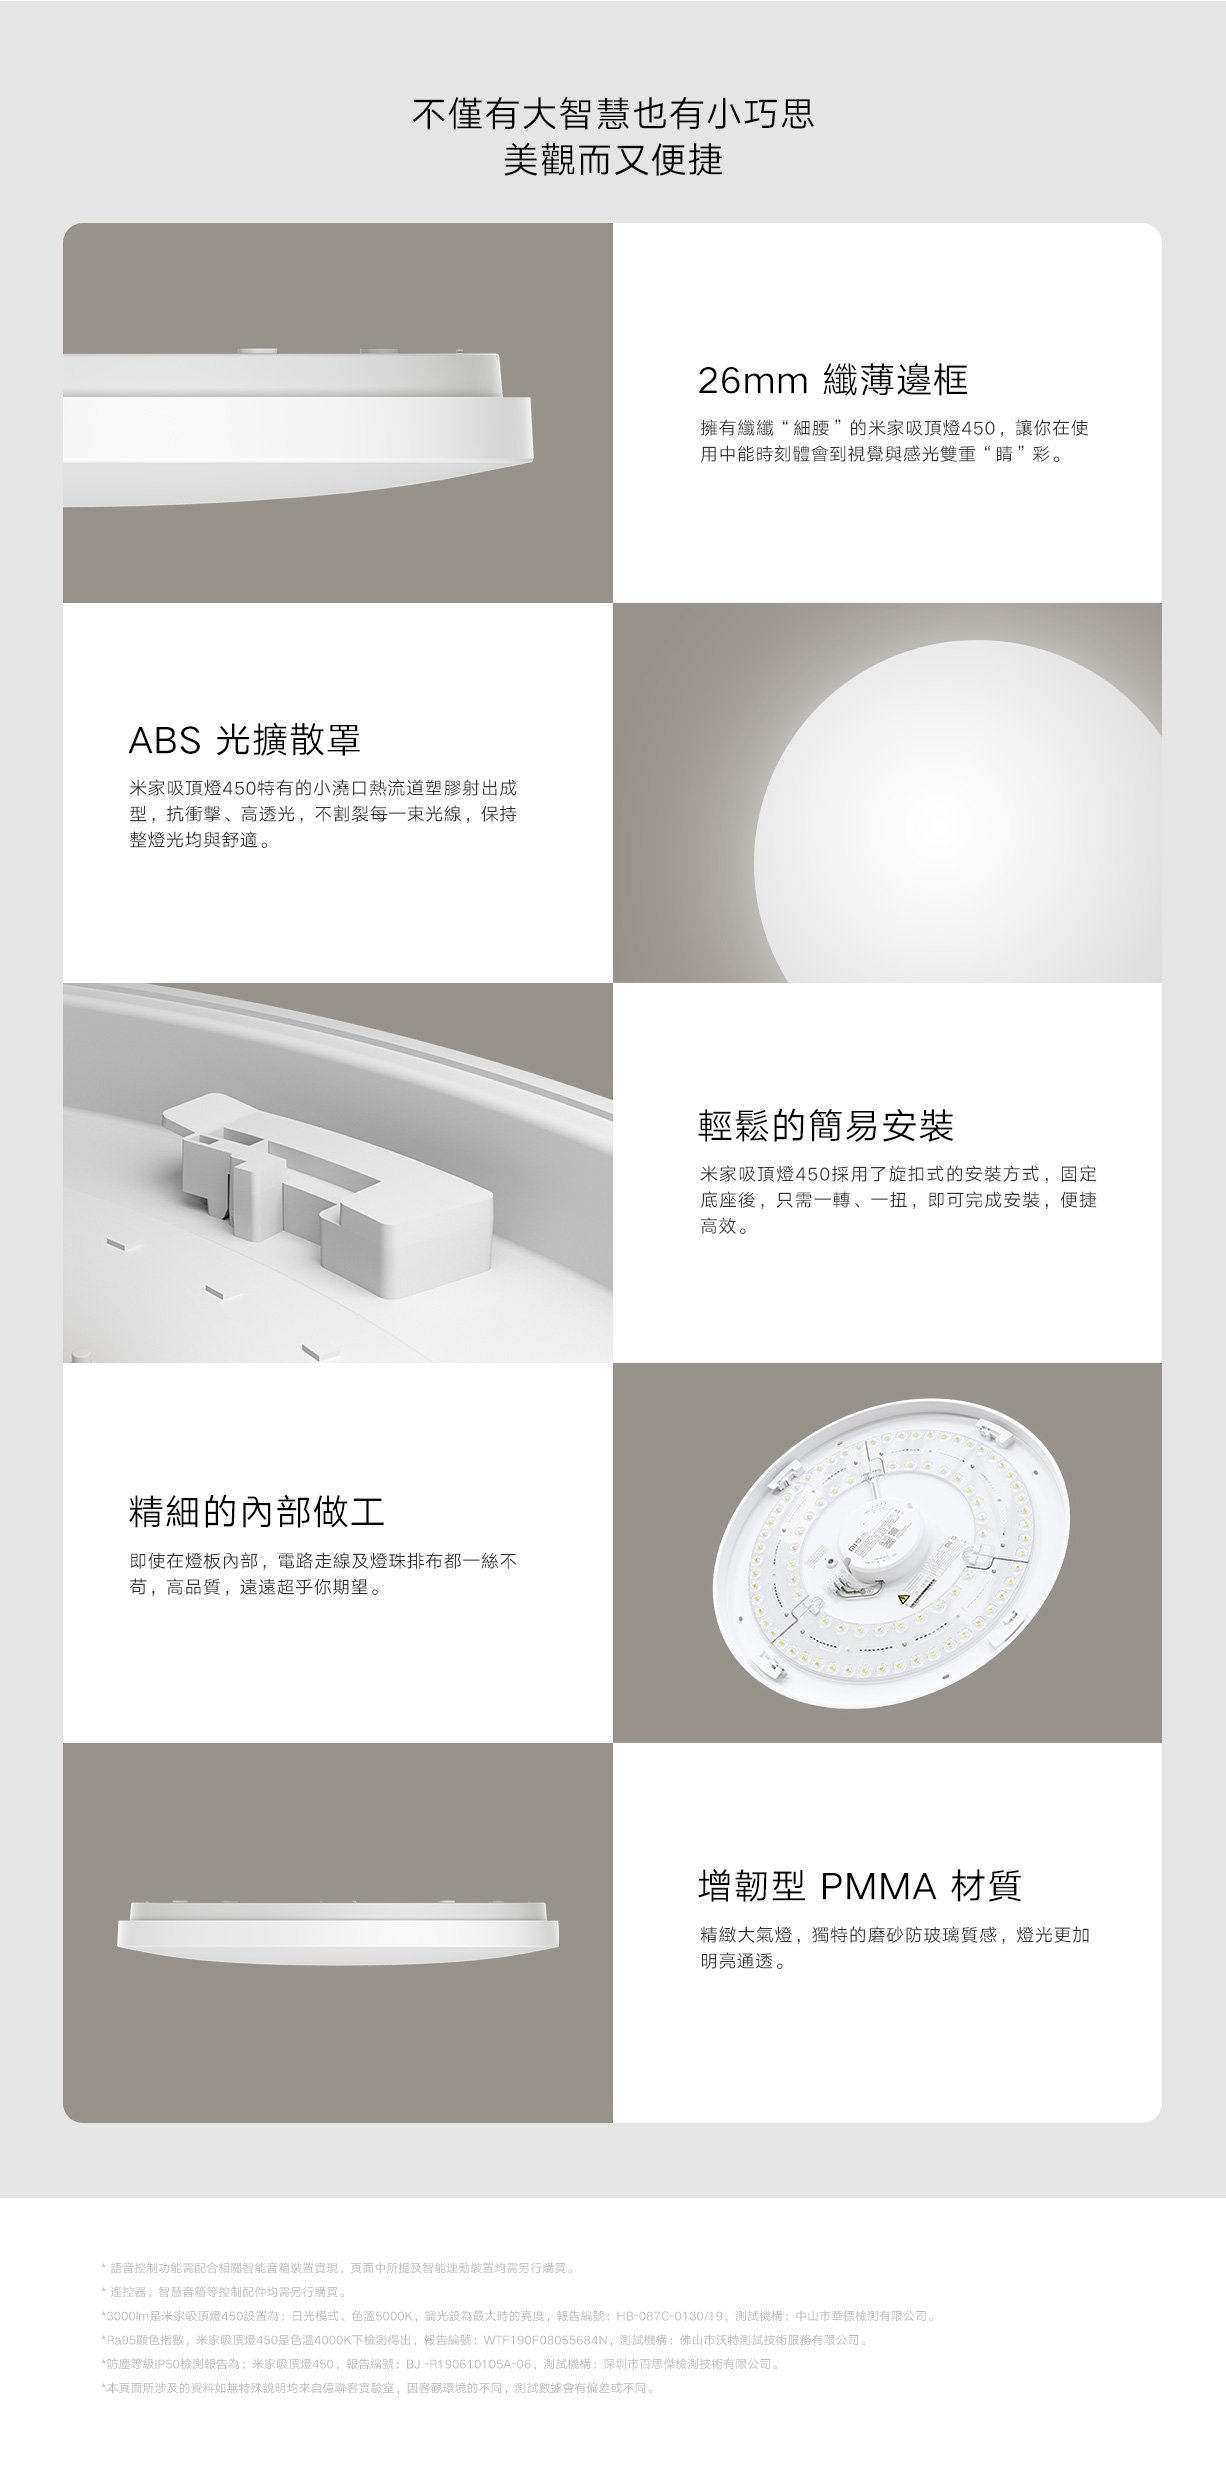 不僅有大智慧也有小巧思
美觀而又便捷
26mm 纖薄邊框
擁有纖纖“細腰”的米家吸頂燈450，讓你在使
用中能時刻體會到視覺與感光雙重“睛”彩。
ABS 光擴散罩
米家吸頂燈450特有的小澆口熱流道塑膠射出成
型，抗衝擊、高透光，不割裂每一束光線，保持
整燈光均與舒適。
輕鬆的簡易安裝
米家吸頂燈450採用了旋扣式的安裝方式，固定
底座後，只需一轉、一扭，即可完成安裝，便捷
高效。
精細的內部做工
即使在燈板內部，電路走線及燈珠排布都一絲不
苟，高品質，遠遠超乎你期望。
增韌型 PMMA 材質
精緻大氣燈，獨特的磨砂防玻璃質感，燈光更加
明亮通透。
* 語音控制功能需配合相關智能音箱裝置實現，頁面中所提及智能連動裝置均需另行購買。
* 遙控器、智慧音箱等控制配件均需另行購買。
*3000lm是米家吸頂燈450設置為：日光模式、色溫5000K，調光設為最大時的亮度，報告編號：HB-087C-0130/19，測試機構：中山市華標檢測有限公司。
*Ra95顯色指數，米家吸頂燈450是色溫4000K下檢測得出，報告編號：WTF190F08055684N，測試機構：佛山市沃特測試技術服務有限公司。
*防塵等級IP50檢測報告為：米家吸頂燈450，報告編號：BJ -R190610105A-06，測試機構：深圳市百思傑檢測技術有限公司。
*本頁面所涉及的資料如無特殊說明均來自億聯客實驗室，因客觀環境的不同，測試數據會有偏差或不同。